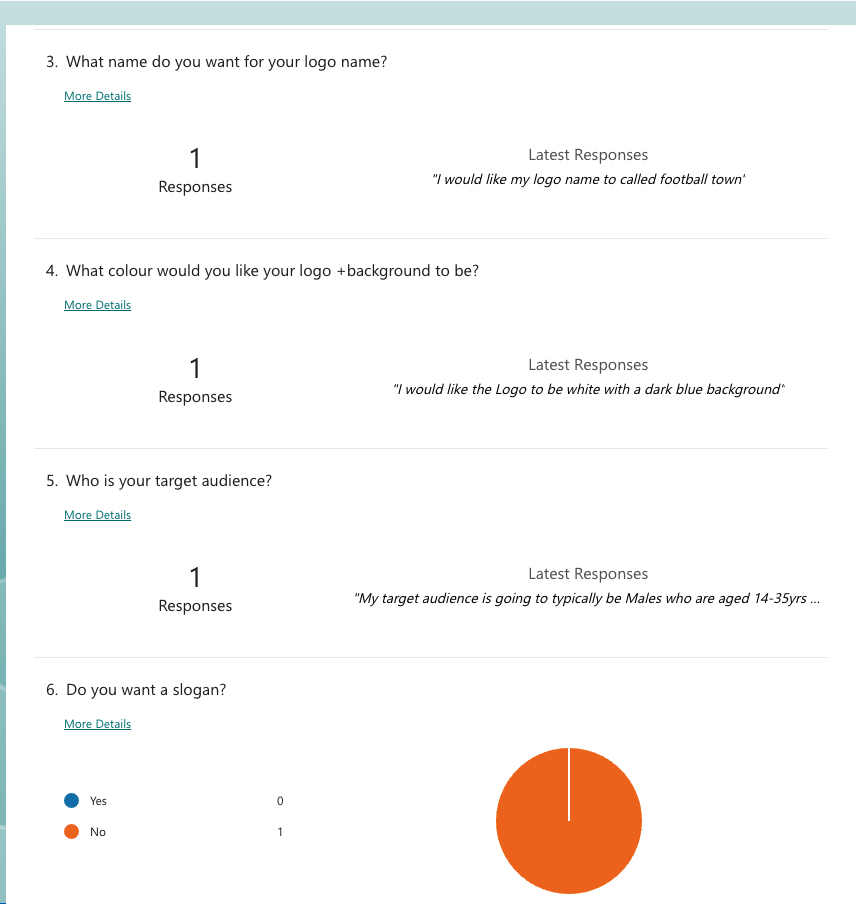 3. What name do you want for your logo name?
More Details
1
Responses
Latest Responses
"I would like my logo name to called football town"
4. What colour would you like your logo +background to be?
More Details
1
Responses
Latest Responses
"I would like the Logo to be white with a dark blue background"
5. Who is your target audience?
More Details
1
Responses
Latest Responses
"My target audience is going to typically be Males who are aged 14-35yrs ...
6. Do you want a slogan?
More Details
Yes 0
No 1